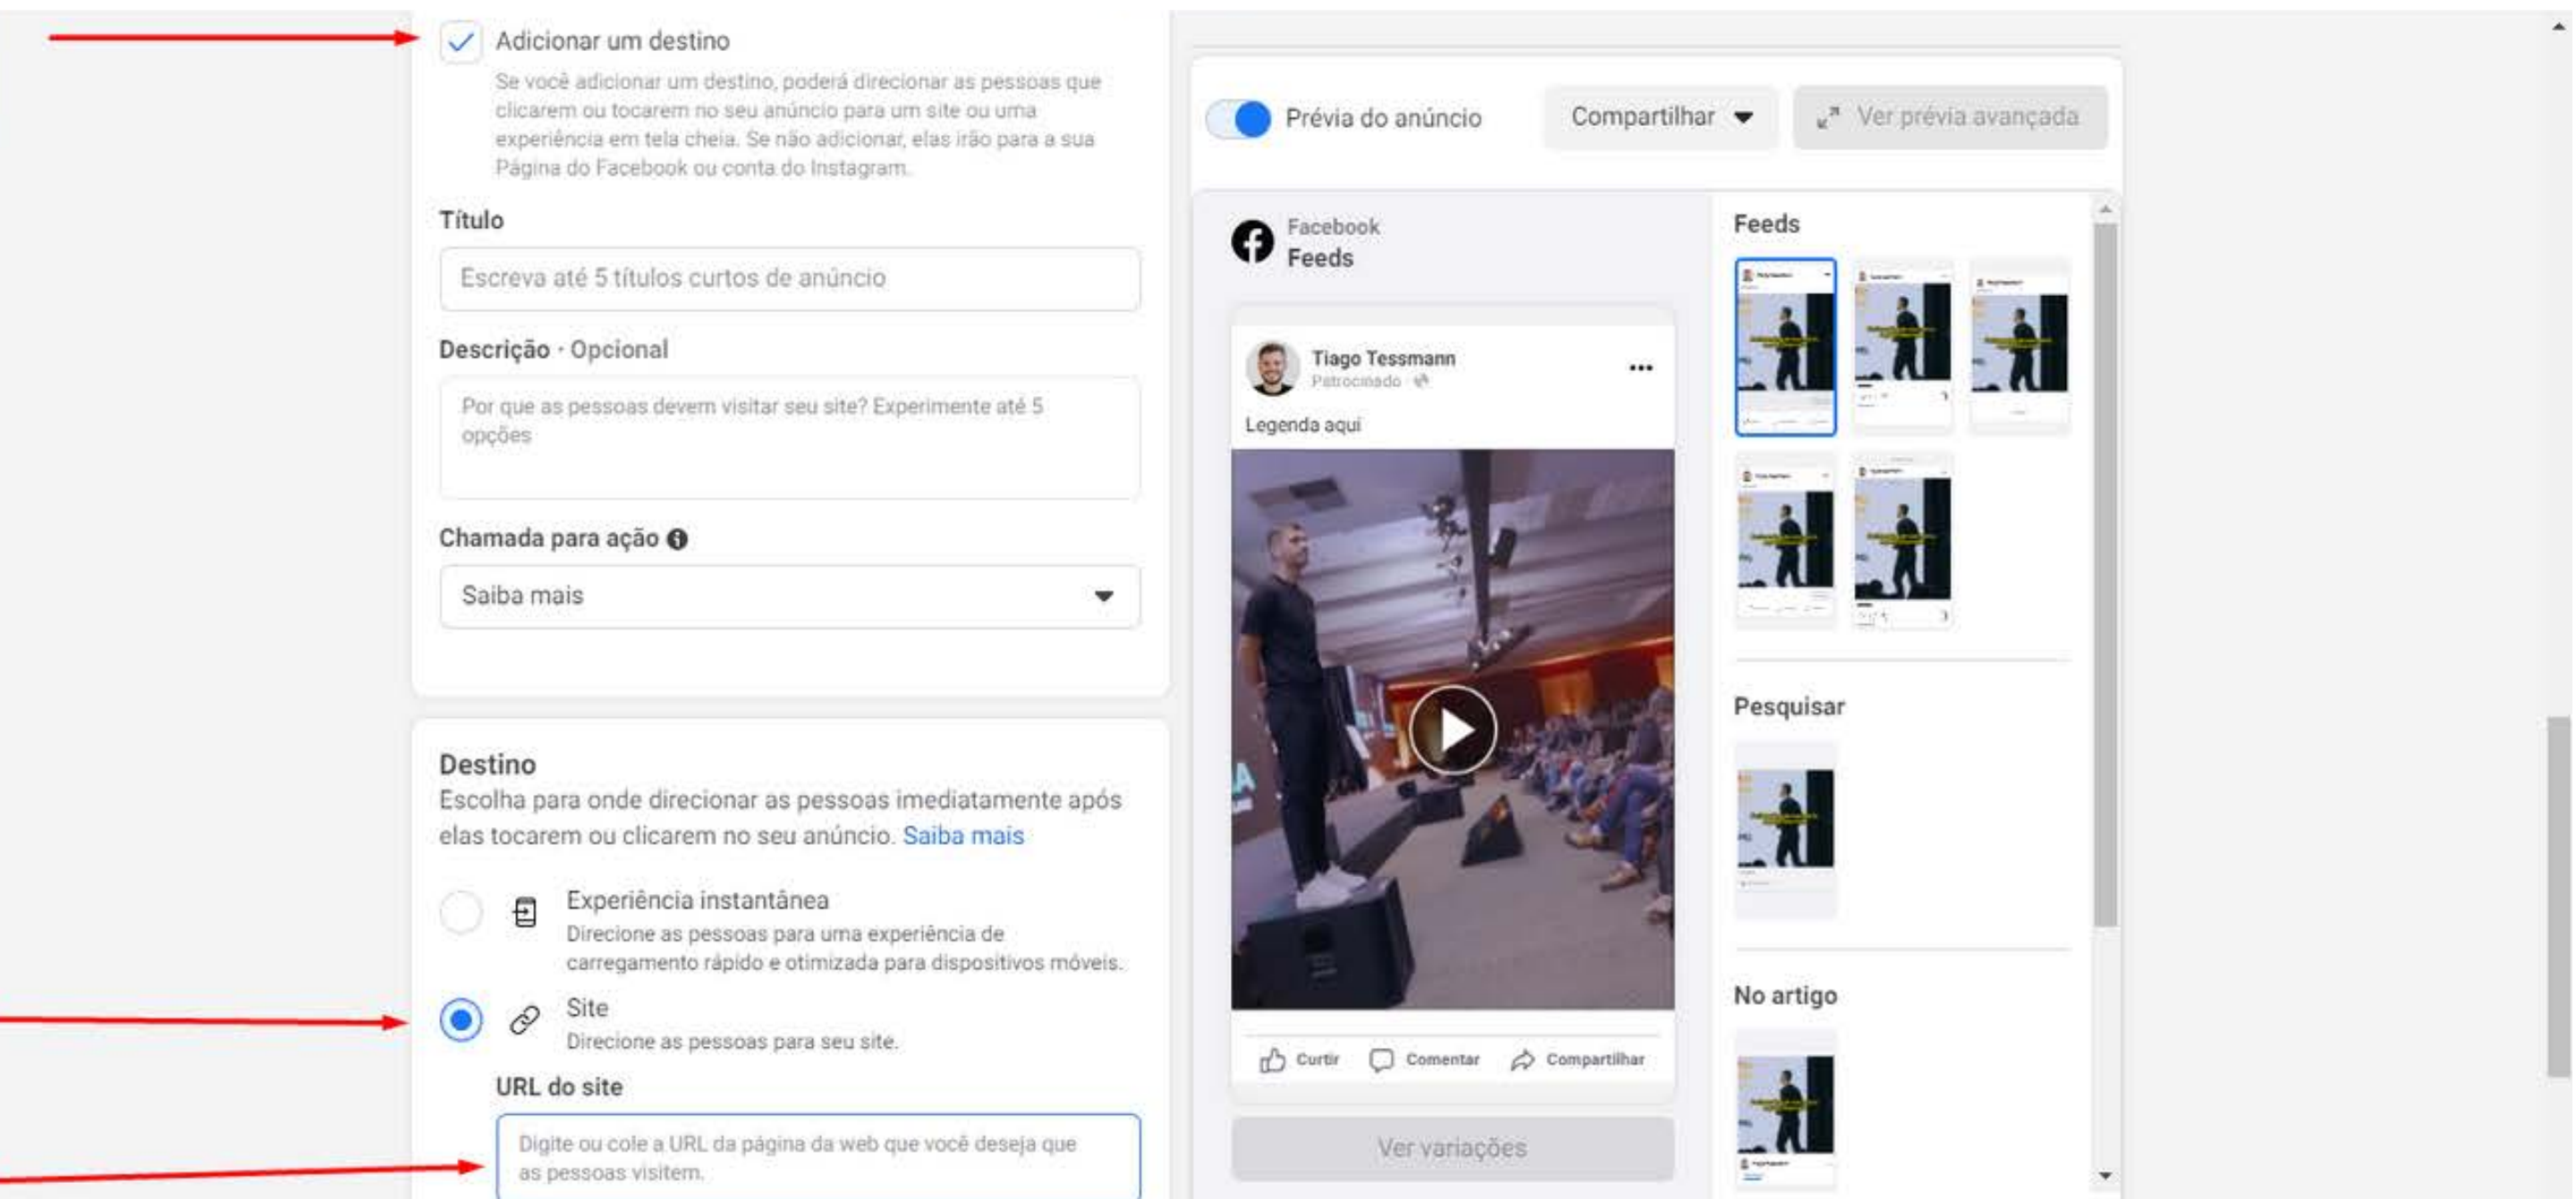 Adicionar um destino
Se você adicionar um destino, poderá direcionar as pessoas que
clicarem ou tocarem no seu anúncio para um site ou uma
experiência em tela cheia. Se não adicionar, elas irão para a sua
Página do Facebook ou conta do Instagram.
Título
Escreva até 5 títulos curtos de anúncio
Descrição · Opcional
Por que as pessoas devem visitar seu site? Experimente até 5
opções
Chamada para ação
Saiba mais
Destino
Escolha para onde direcionar as pessoas imediatamente após
elas tocarem ou clicarem no seu anúncio. Saiba mais
Experiência instantânea
Direcione as pessoas para uma experiência de
carregamento rápido e otimizada para dispositivos móveis.
Site
Direcione as pessoas para seu site.
URL do site
Digite ou cole a URL da página da web que você deseja que
as pessoas visitem.
Prévia do anúncio
Compartilhar
Ver prévia avançada
Facebook
Feeds
Tiago Tessmann
Patrocinado
Legenda aqui
Curtir Comentar Compartilhar
Ver variações
Feeds
Pesquisar
No artigo